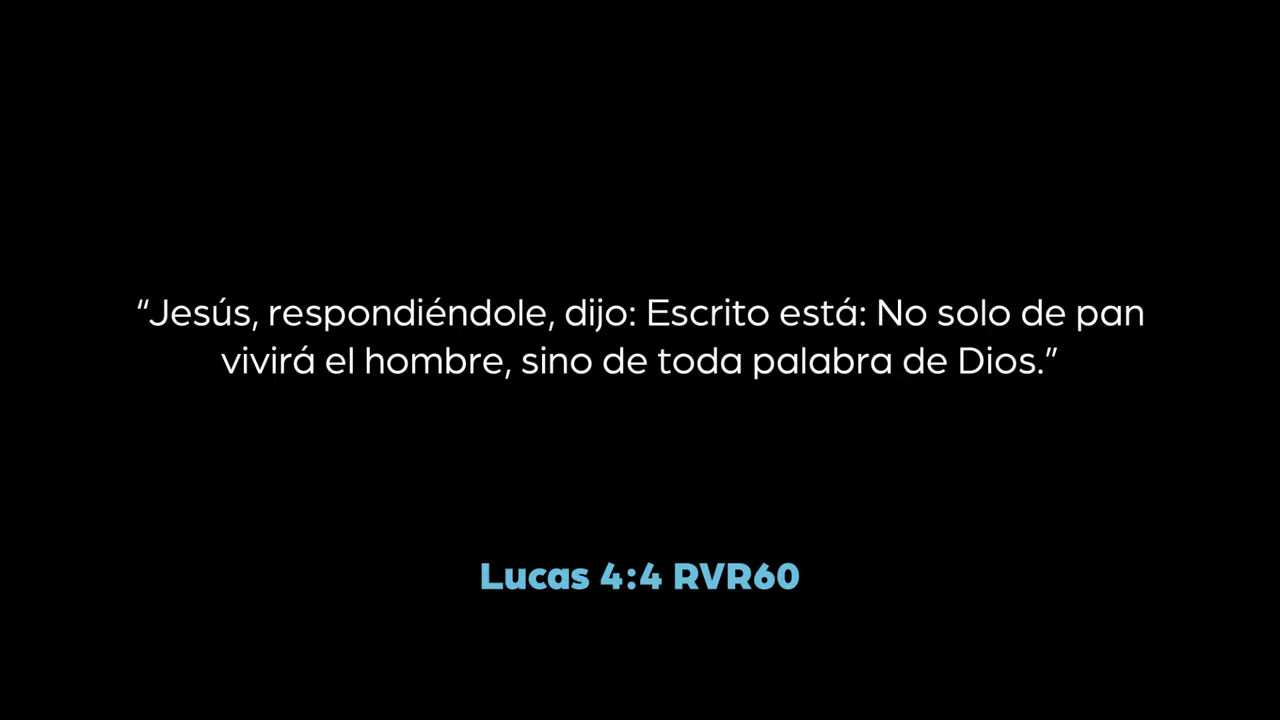 “Jesús, respondiéndole, dijo: Escrito está: No solo de pan
vivirá el hombre, sino de toda palabra de Dios.”
Lucas 4:4 RVR60